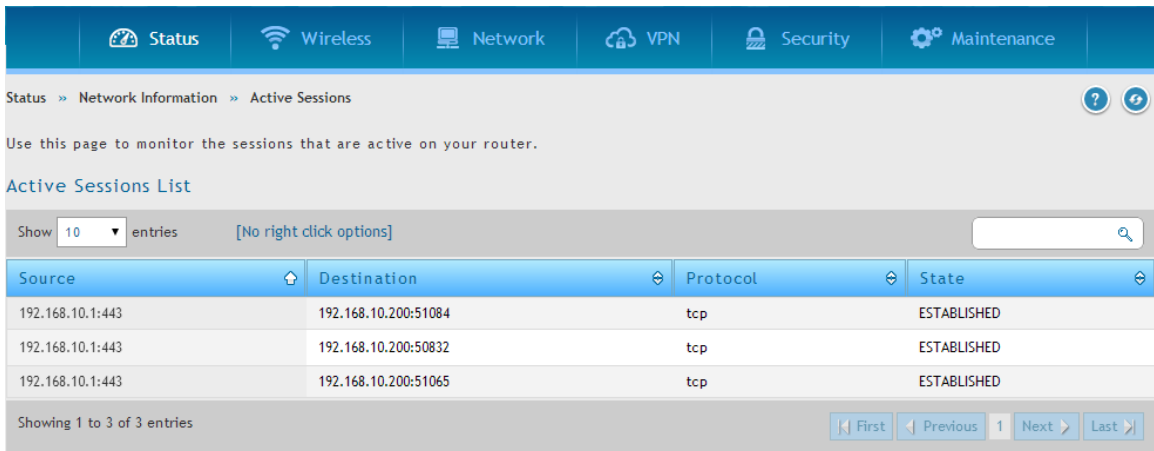 Status Wireless Network VPN Security Maintenance
Status » Network Information » Active Sessions ?
Use this page to monitor the sessions that are active on your router.
Active Sessions List
Show 10 entries [No right click options]
Source Destination Protocol State
192.168.10.1:443 192.168.10.200:51084 tcp ESTABLISHED
192.168.10.1:443 192.168.10.200:50832 tcp ESTABLISHED
192.168.10.1:443 192.168.10.200:51065 tcp ESTABLISHED
Showing 1 to 3 of 3 entries First Previous 1 Next Last